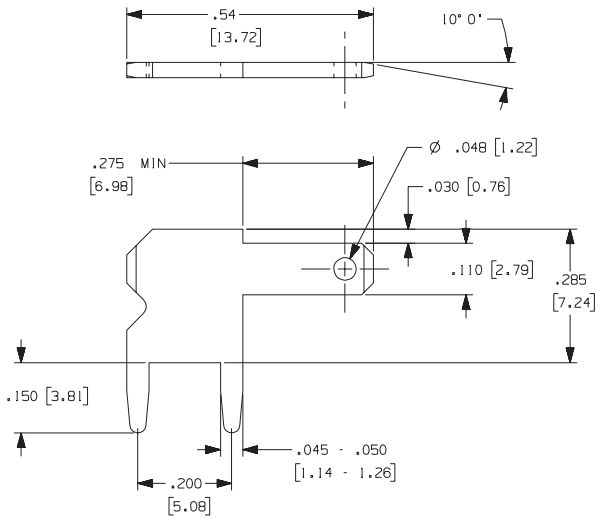 .54
[13.72]
10° 0'
.275 MIN
[6.98]
Ø .048 [1.22]
.030 [0.76]
.110 [2.79]
.285
[7.24]
.150 [3.81]
.045 - .050
[1.14 - 1.26]
.200
[5.08]